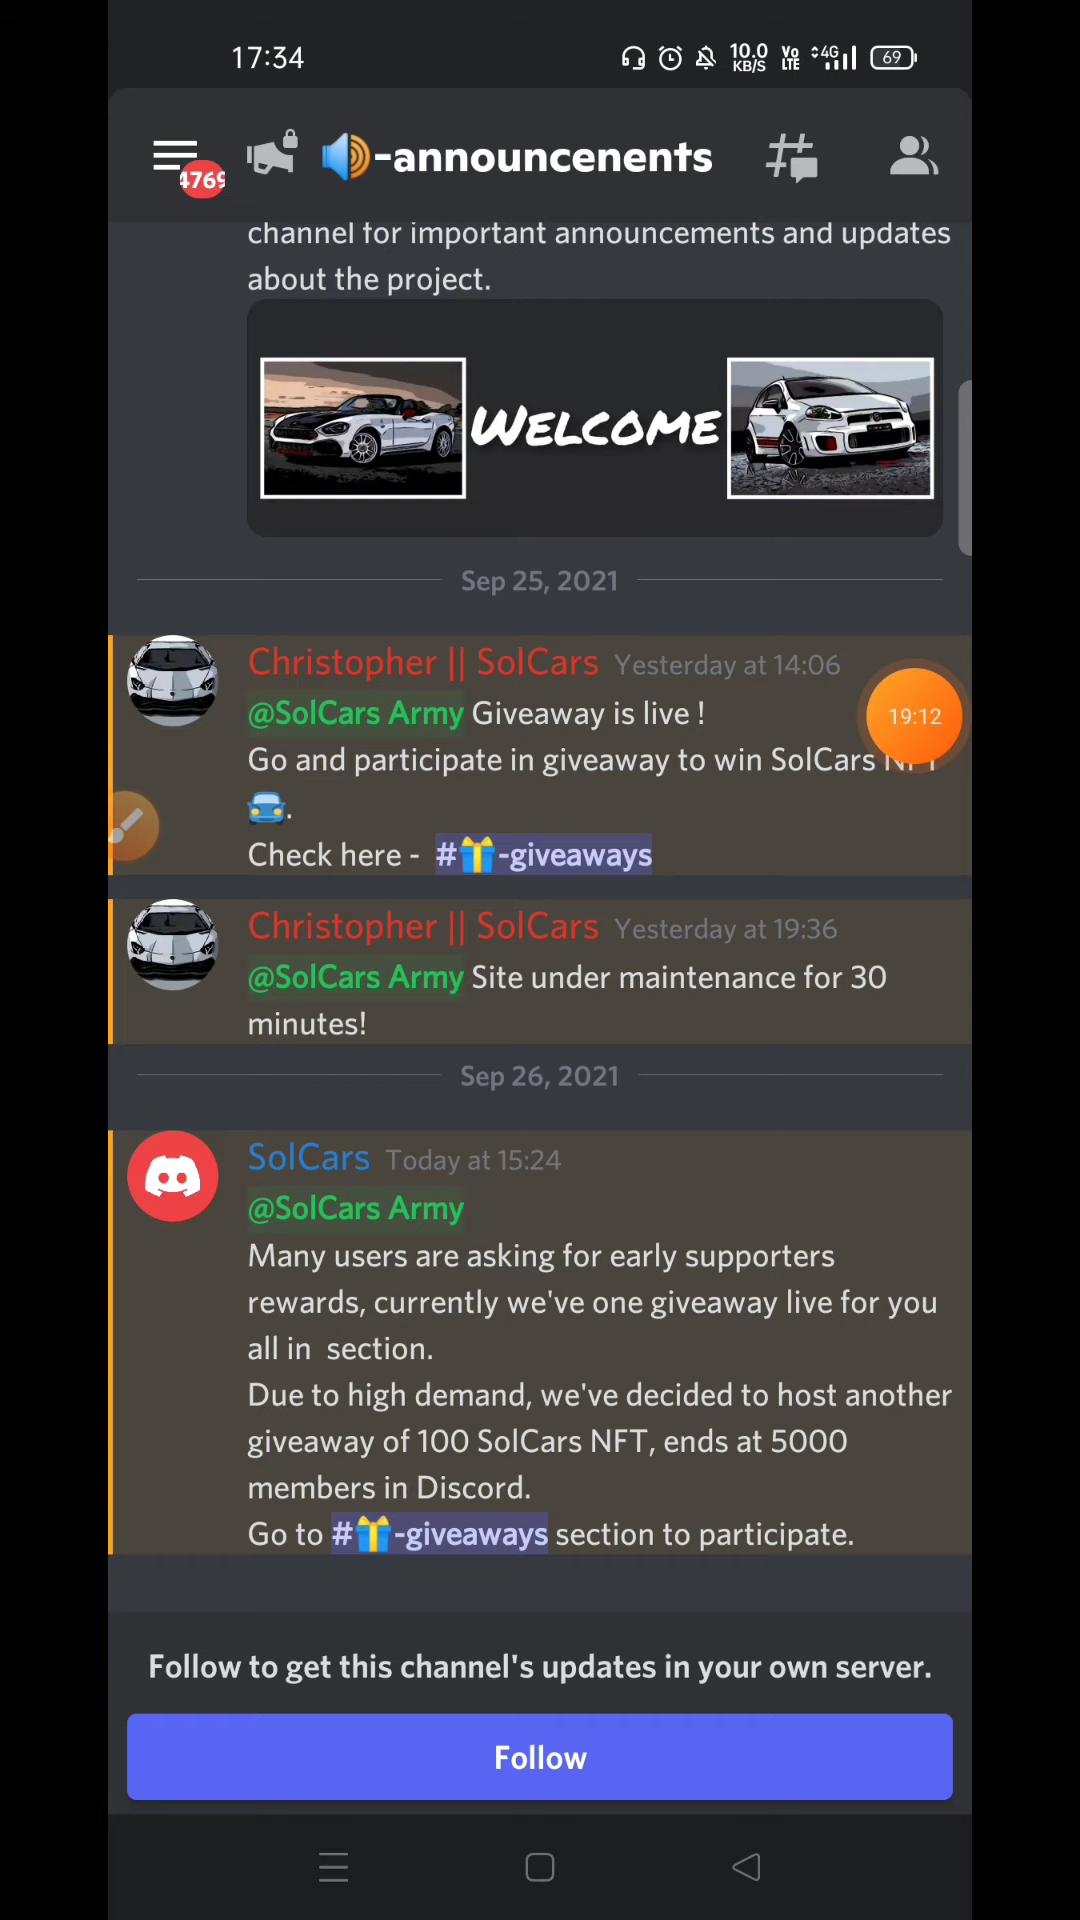 17:34
10.0 KB/S Vo LTE 4G 69
4769
-announcenents
channel for important announcements and updates
about the project.
WELCOME
Sep 25, 2021
Christopher || SolCars Yesterday at 14:06
@SolCars Army Giveaway is live !
19:12
Go and participate in giveaway to win SolCars NFT
🚘.
Check here - #🎁-giveaways
Christopher || SolCars Yesterday at 19:36
@SolCars Army Site under maintenance for 30
minutes!
Sep 26, 2021
SolCars Today at 15:24
@SolCars Army
Many users are asking for early supporters
rewards, currently we've one giveaway live for you
all in  section.
Due to high demand, we've decided to host another
giveaway of 100 SolCars NFT, ends at 5000
members in Discord.
Go to #🎁-giveaways section to participate.
Follow to get this channel's updates in your own server.
Follow